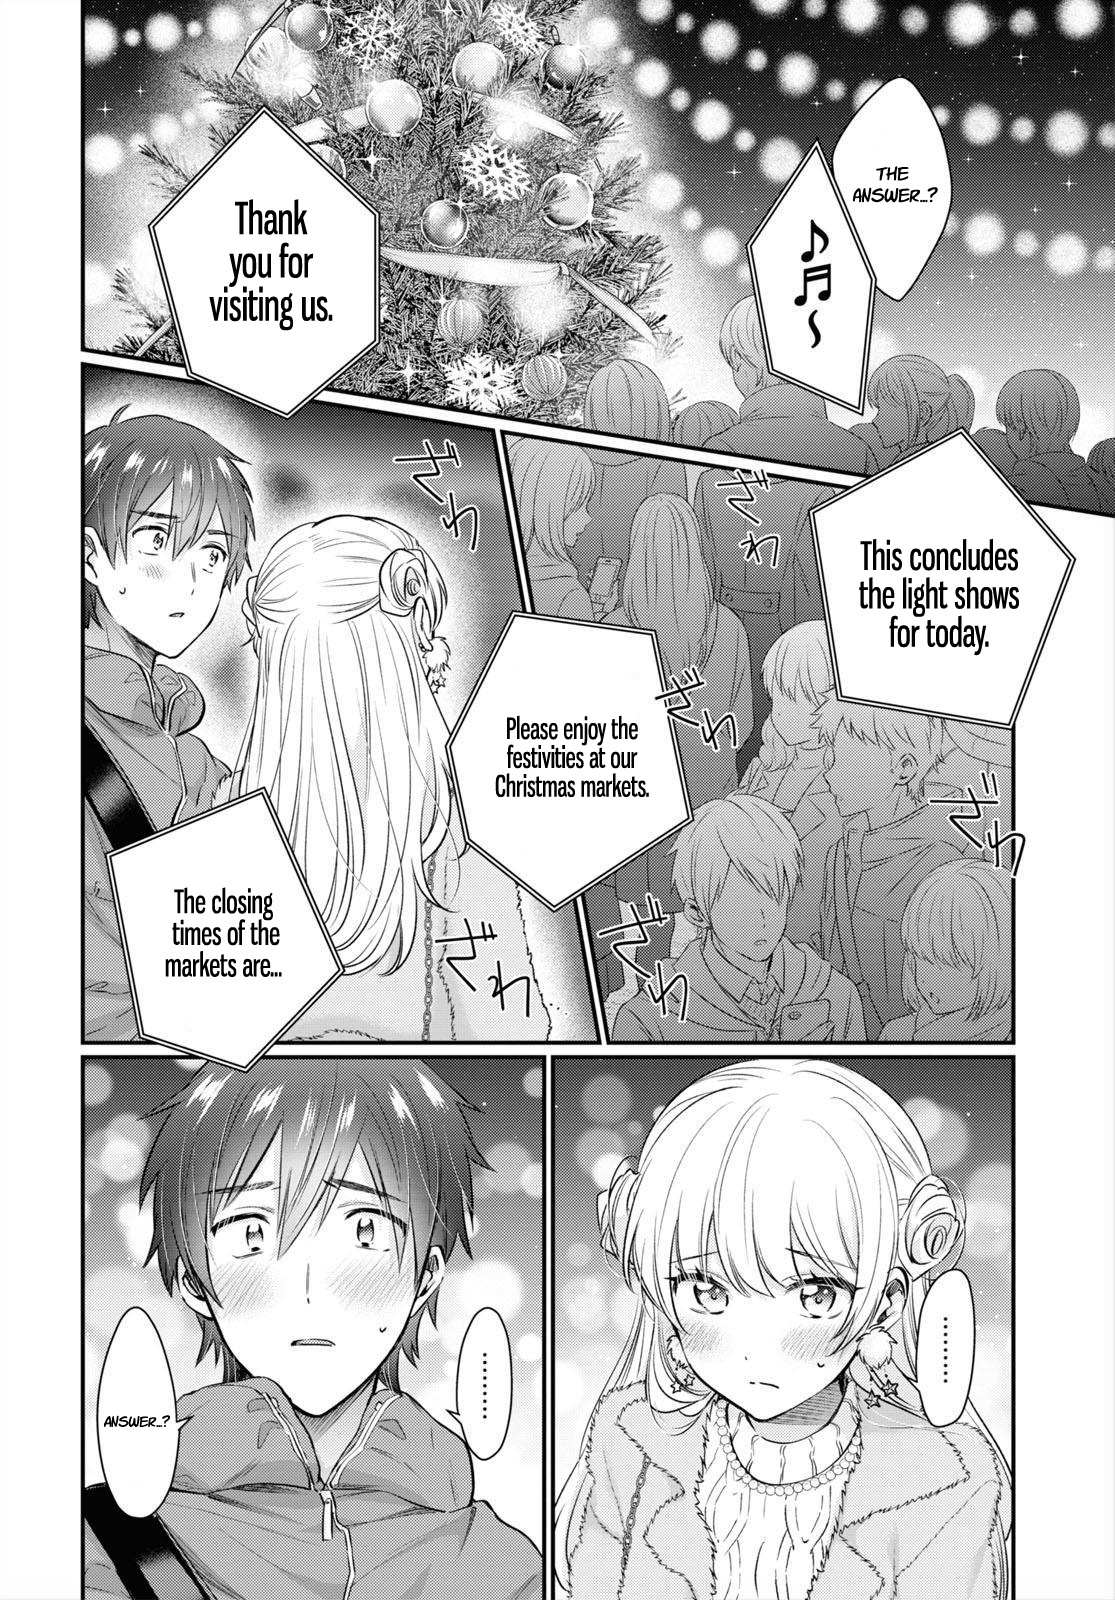 THE
ANSWER...?
♪
♬
～
Thank
you for
visiting us.
This concludes
the light shows
for today.
ざわ
ざわ
ざわ
ざわ
ざわ
ざわ
Please enjoy the
festivities at our
Christmas markets.
The closing
times of the
markets are...
.........
.........
ANSWER...?